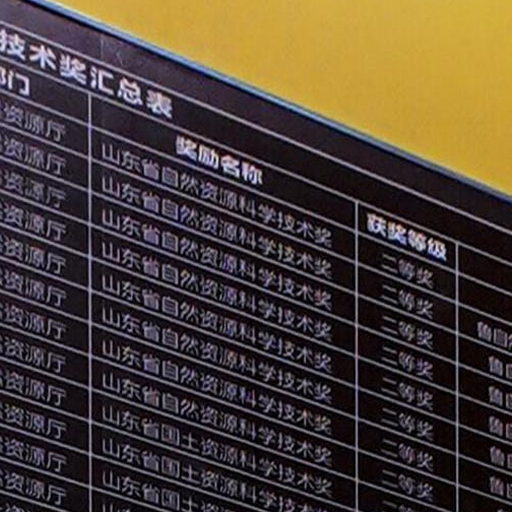 技术奖汇总表
部门 奖励名称 获奖等级
资源厅 山东省自然资源科学技术奖 二等奖
资源厅 山东省自然资源科学技术奖 二等奖
资源厅 山东省自然资源科学技术奖 二等奖 鲁自
资源厅 山东省自然资源科学技术奖 二等奖 鲁自
资源厅 山东省自然资源科学技术奖 二等奖 鲁自
资源厅 山东省自然资源科学技术奖 二等奖 鲁自
资源厅 山东省自然资源科学技术奖 二等奖 鲁自
资源厅 山东省自然资源科学技术奖 二等奖
资源厅 山东省国土资源科学技术奖
资源厅 山东省国土资源科学技术
资源厅